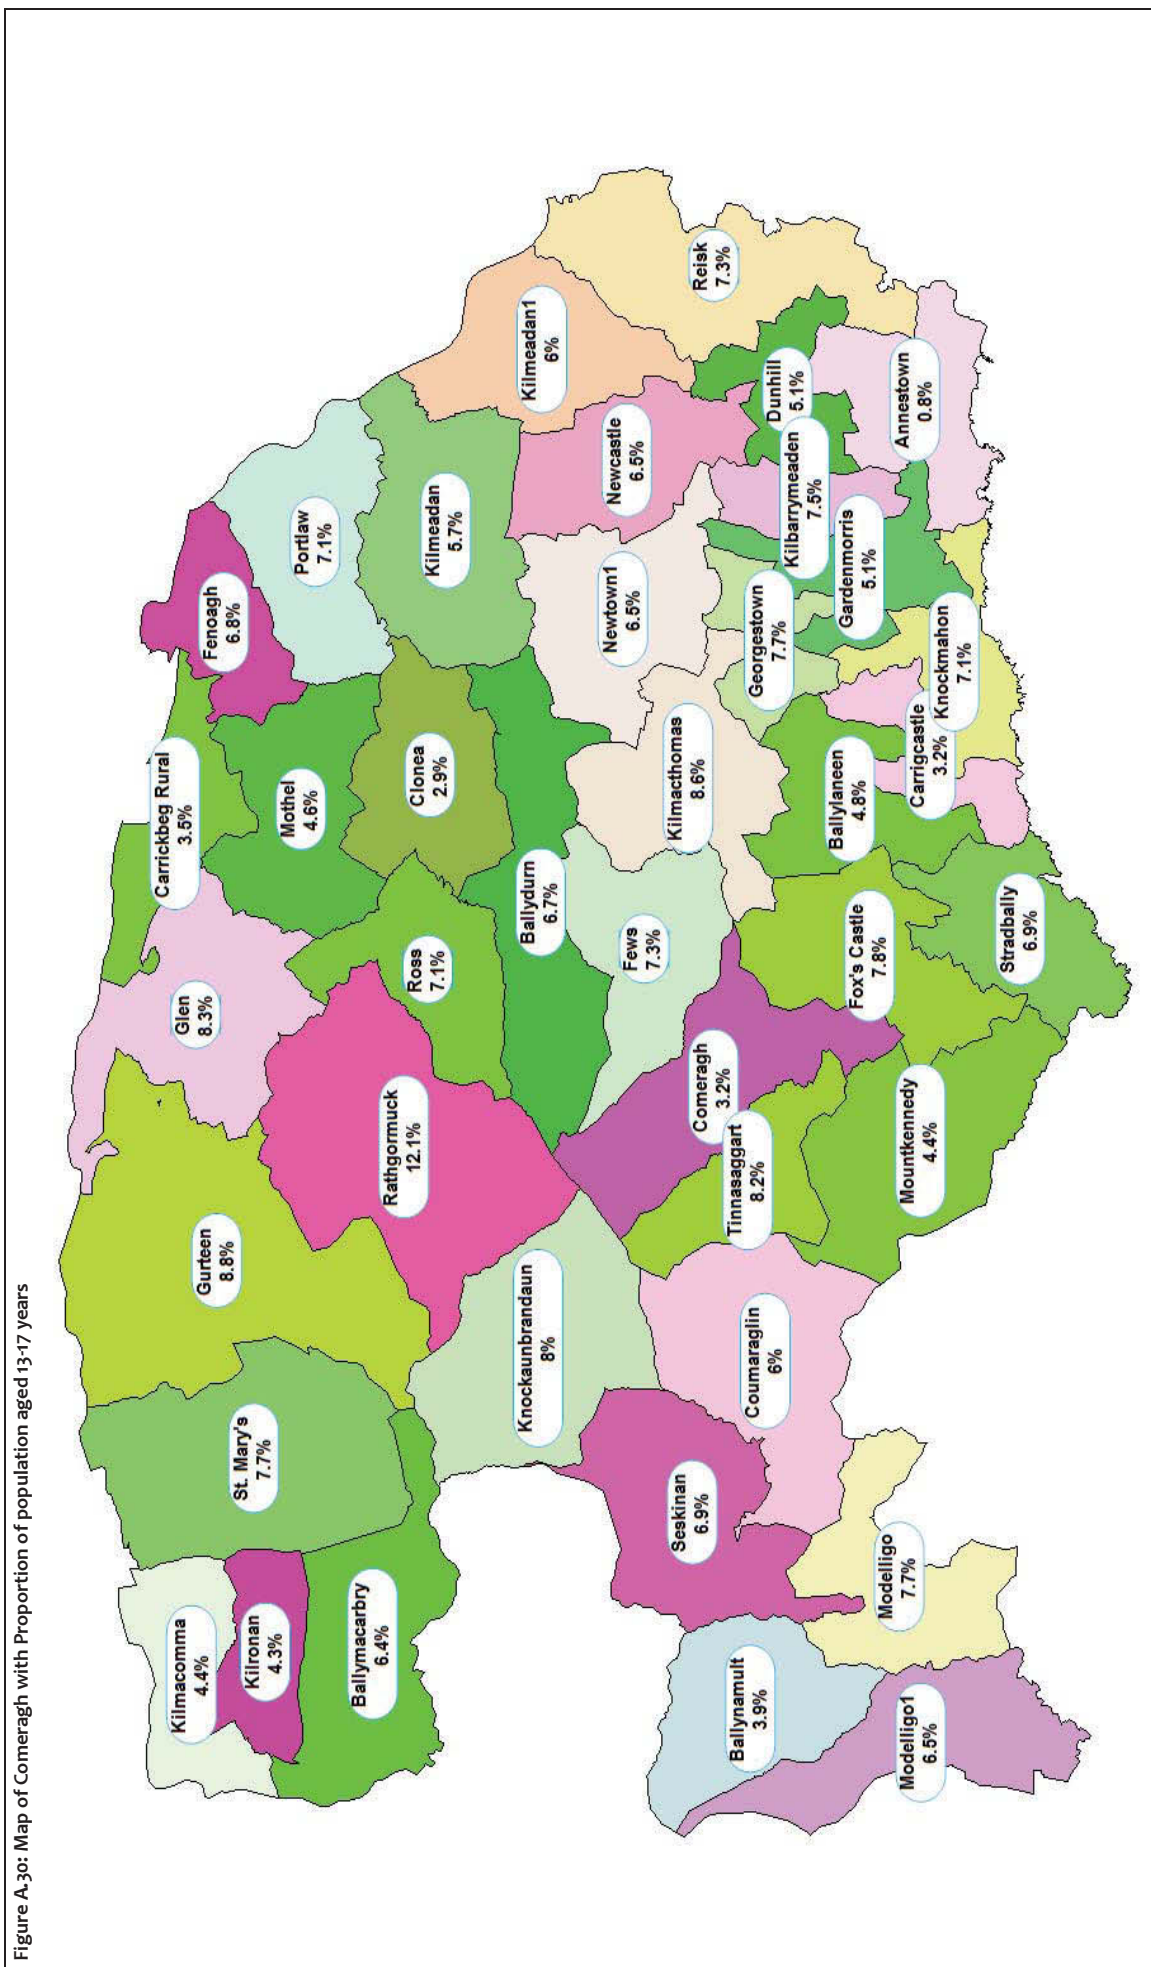 Figure A.30: Map of Comeragh with Proportion of population aged 13-17 years
Kilmacomma
4.4%
Kilronan
4.3%
Ballymacarbry
6.4%
St. Mary's
7.7%
Gurteen
8.8%
Glen
8.3%
Carrickbeg Rural
3.5%
Fenoagh
6.8%
Mothel
4.6%
Portlaw
7.1%
Rathgormuck
12.1%
Ross
7.1%
Clonea
2.9%
Kilmeadan
5.7%
Kilmeadan1
6%
Knockaunbrandaun
8%
Ballydurn
6.7%
Fews
7.3%
Newtown1
6.5%
Newcastle
6.5%
Reisk
7.3%
Kilmacthomas
8.6%
Comeragh
3.2%
Tinnasaggart
8.2%
Seskinan
6.9%
Coumaraglin
6%
Ballynamult
3.9%
Georgestown
7.7%
Kilbarrymeaden
7.5%
Dunhill
5.1%
Ballylaneen
4.8%
Gardenmorris
5.1%
Fox's Castle
7.8%
Modelligo
7.7%
Modelligo1
6.5%
Mountkennedy
4.4%
Carrigcastle
3.2%
Knockmahon
7.1%
Annestown
0.8%
Stradbally
6.9%